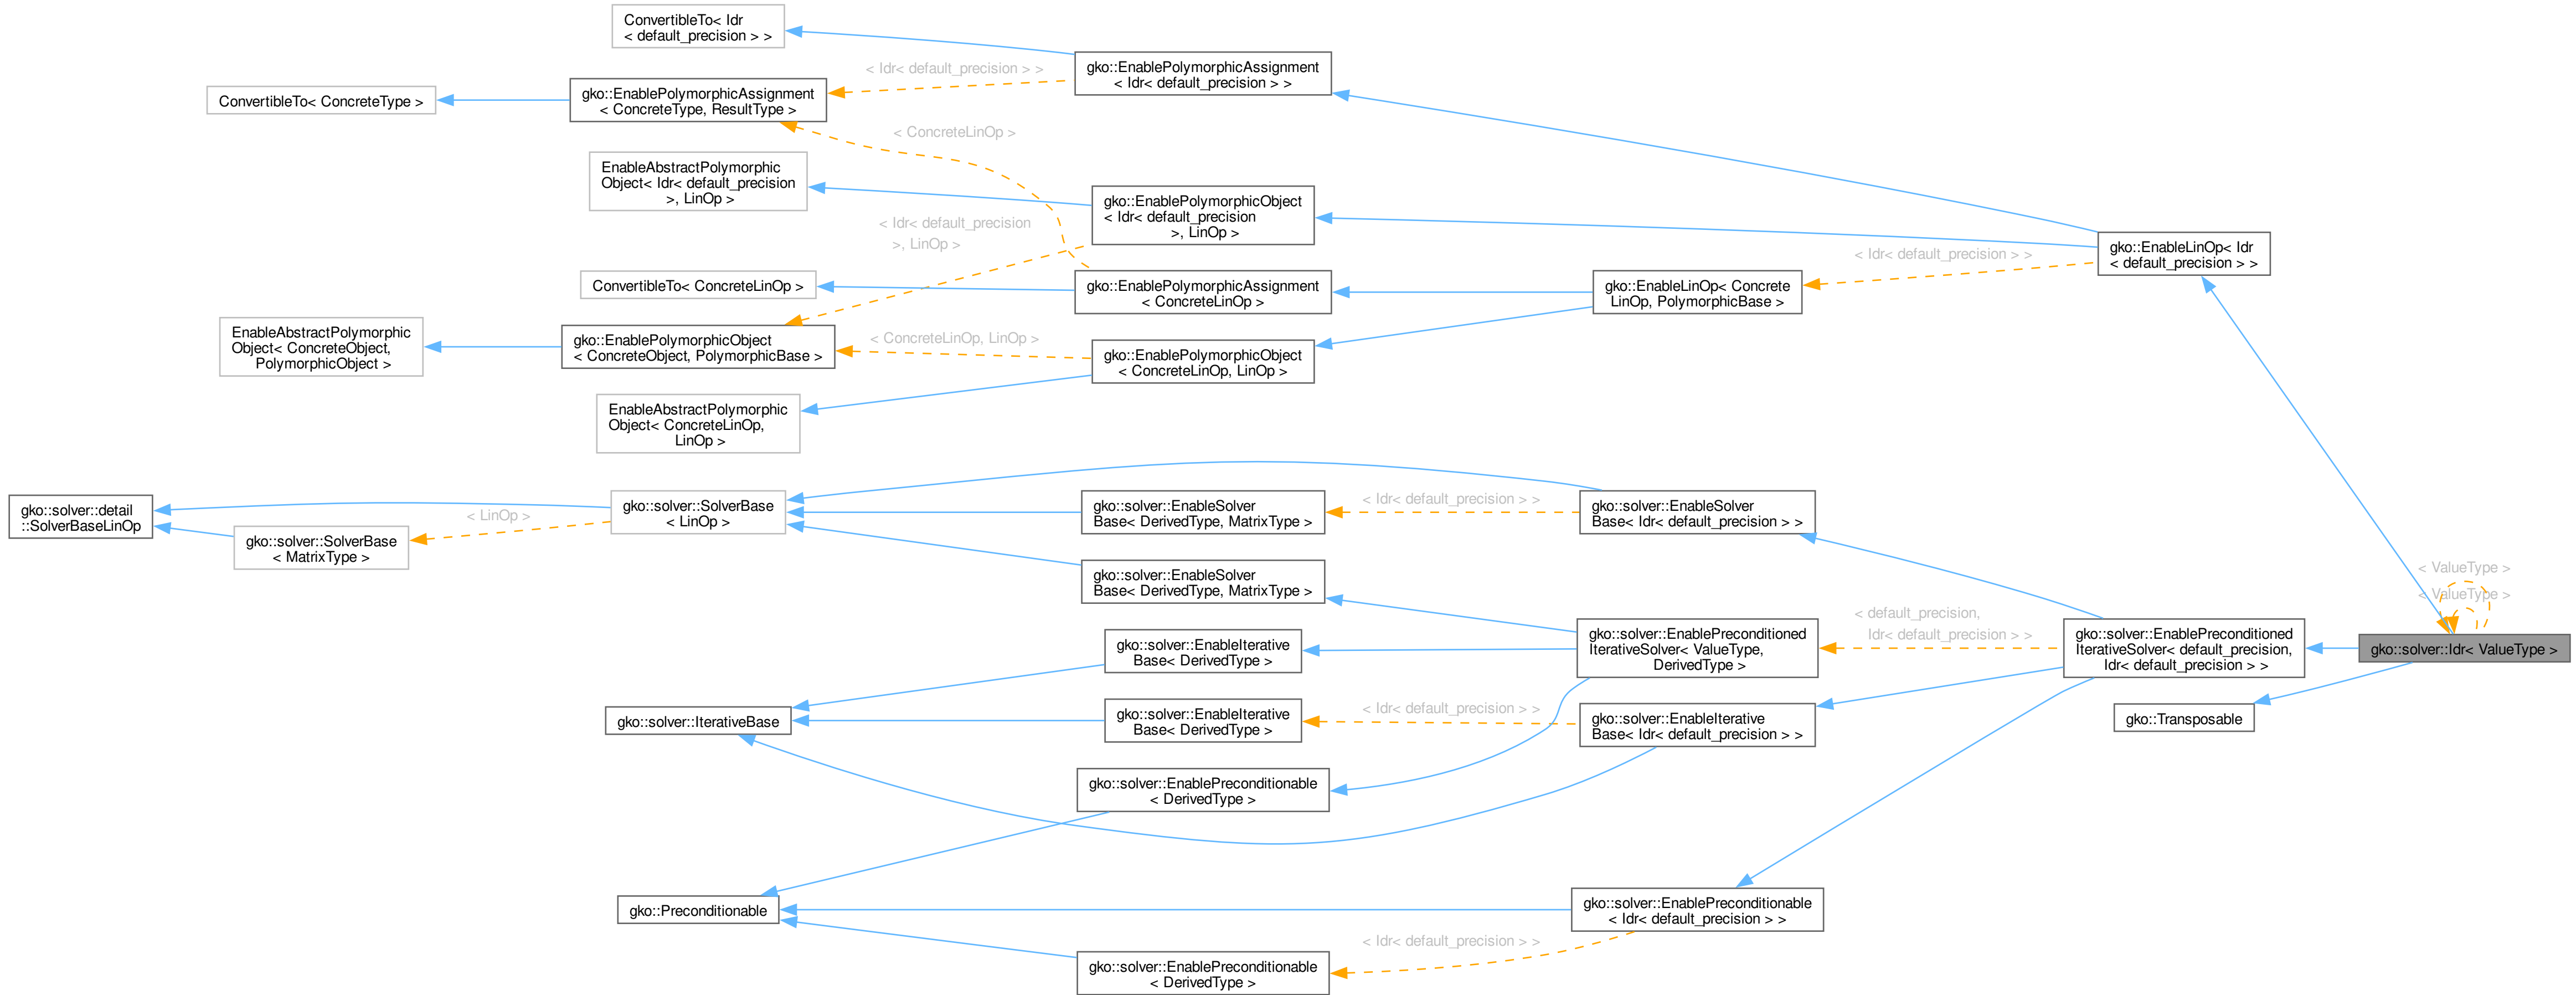 ConvertibleTo< Idr
< default_precision > >
ConvertibleTo< ConcreteType >
gko::EnablePolymorphicAssignment
< ConcreteType, ResultType >
< Idr< default_precision > >
gko::EnablePolymorphicAssignment
< Idr< default_precision > >
< ConcreteLinOp >
EnableAbstractPolymorphic
Object< Idr< default_precision
>, LinOp >
< Idr< default_precision
>, LinOp >
gko::EnablePolymorphicObject
< Idr< default_precision
>, LinOp >
gko::EnableLinOp< Idr
< default_precision > >
< Idr< default_precision > >
ConvertibleTo< ConcreteLinOp >
gko::EnablePolymorphicAssignment
< ConcreteLinOp >
gko::EnableLinOp< Concrete
LinOp, PolymorphicBase >
EnableAbstractPolymorphic
Object< ConcreteObject,
PolymorphicObject >
gko::EnablePolymorphicObject
< ConcreteObject, PolymorphicBase >
< ConcreteLinOp, LinOp >
gko::EnablePolymorphicObject
< ConcreteLinOp, LinOp >
EnableAbstractPolymorphic
Object< ConcreteLinOp,
LinOp >
gko::solver::detail
::SolverBaseLinOp
gko::solver::SolverBase
< MatrixType >
< LinOp >
gko::solver::SolverBase
< LinOp >
gko::solver::EnableSolver
Base< DerivedType, MatrixType >
< Idr< default_precision > >
gko::solver::EnableSolver
Base< Idr< default_precision > >
gko::solver::EnableSolver
Base< DerivedType, MatrixType >
< ValueType >
< ValueType >
gko::solver::EnableIterative
Base< DerivedType >
gko::solver::EnablePreconditioned
IterativeSolver< ValueType,
DerivedType >
< default_precision,
Idr< default_precision > >
gko::solver::EnablePreconditioned
IterativeSolver< default_precision,
Idr< default_precision > >
gko::solver::Idr< ValueType >
gko::solver::IterativeBase
gko::solver::EnableIterative
Base< DerivedType >
< Idr< default_precision > >
gko::solver::EnableIterative
Base< Idr< default_precision > >
gko::Transposable
gko::solver::EnablePreconditionable
< DerivedType >
gko::Preconditionable
gko::solver::EnablePreconditionable
< Idr< default_precision > >
< Idr< default_precision > >
gko::solver::EnablePreconditionable
< DerivedType >